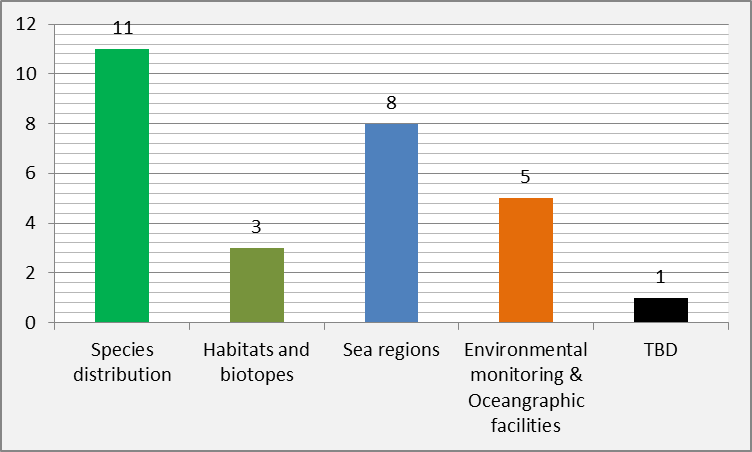 12
10
8
6
4
2
0
11
3
8
5
1
Species
distribution
Habitats and
biotopes
Sea regions
Environmental
monitoring &
Oceangraphic
facilities
TBD